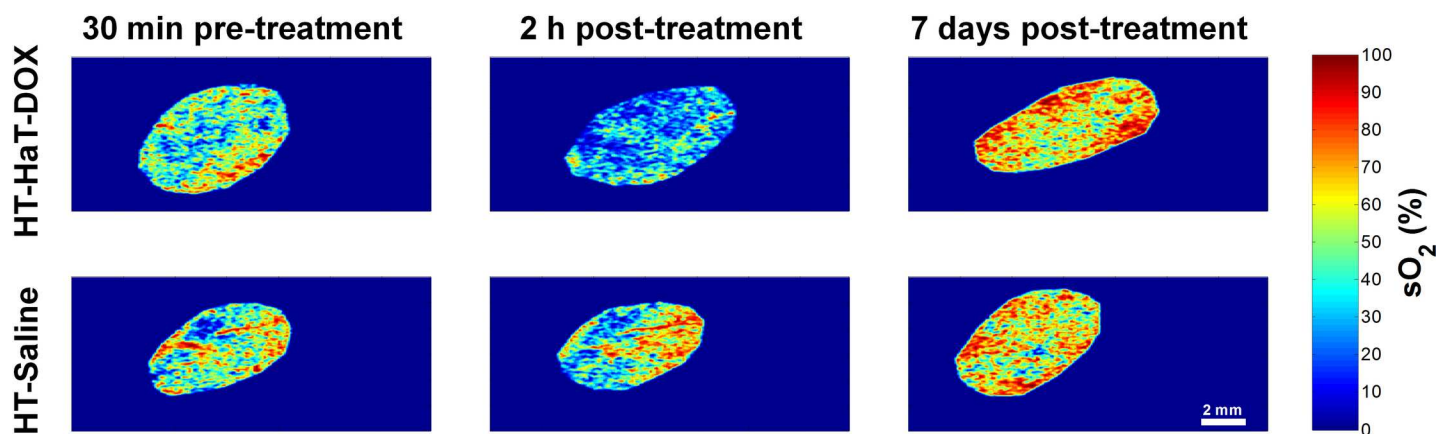 30 min pre-treatment
2 h post-treatment
7 days post-treatment
HT-HaT-DOX
HT-Saline
2 mm
100
90
80
70
60
50
40
30
20
10
0
sO₂ (%)